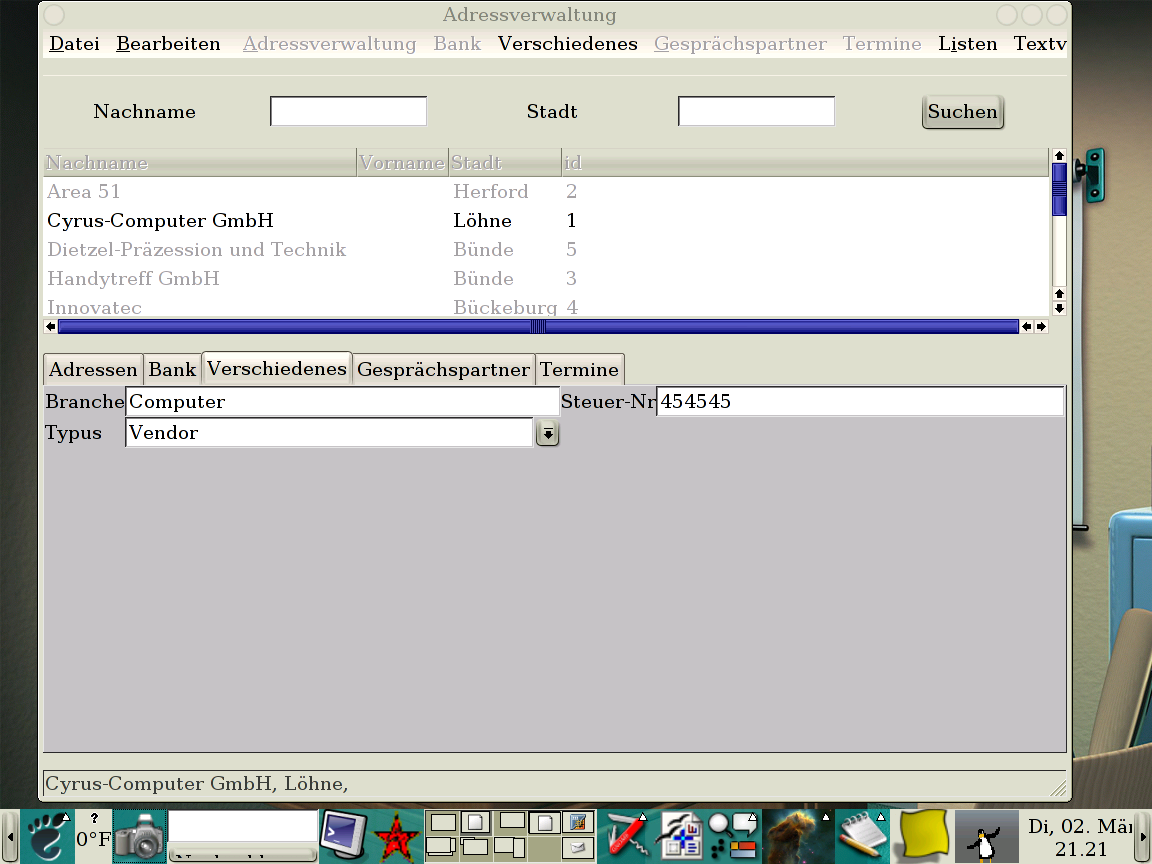 Adressverwaltung
Datei Bearbeiten Adressverwaltung Bank Verschiedenes Gesprächspartner Termine Listen Textv
Nachname Stadt Suchen
Nachname Vorname Stadt id
Area 51 Herford 2
Cyrus-Computer GmbH Löhne 1
Dietzel-Präzession und Technik Bünde 5
Handytreff GmbH Bünde 3
Innovatec Bückeburg 4
Adressen Bank Verschiedenes Gesprächspartner Termine
Branche Computer Steuer-Nr 454545
Typus Vendor
Cyrus-Computer GmbH, Löhne,
?
0°F
Di, 02. Mär
21.21